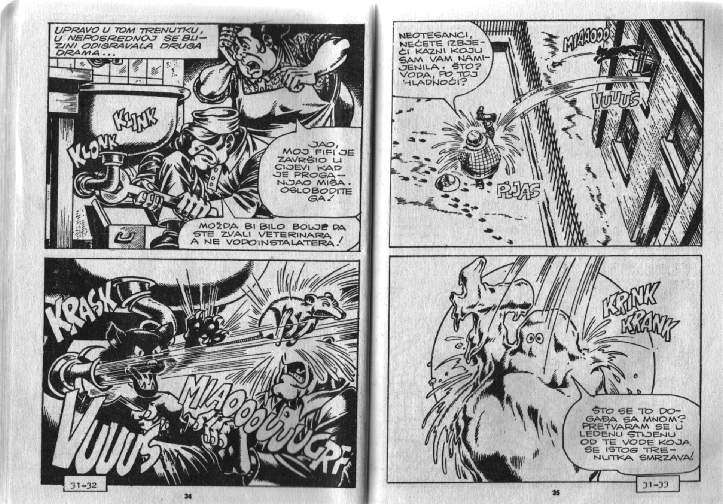 UPRAVO U TOM TRENUTKU,
U NEPOSREDNOJ SE BLI-
ZINI ODIGRAVALA DRUGA
DRAMA...
KLINK
KLONK
JAO,
MOJ FIFI JE
ZAVRŠIO U
CIJEVI KAD
JE PROGA-
NJAO MIŠA.
OSLOBODITE
GA!
MOŽDA BI BILO BOLJE DA
STE ZVALI VETERINARA
A NE VODOINSTALATERA!
KRASK
VUUUS
MIAOOOUUUGRF
31-32
34
NEOTESANCI,
NEĆETE IZBJE-
ĆI KAZNI KOJU
SAM VAM NAMI-
JENILA. ŠTO?
VODA, PO TOJ
HLADNOĆI?
MIAOOOO
VUUUŠ
PLJAS
KRINK
KRANK
ŠTO SE TO DO-
GAĐA SA MNOM?
PRETVARAM SE U
LEDENU STIJENU
OD TE VODE KOJA
SE ISTOG TRE-
NUTKA SMRZAVA!
35
31-33